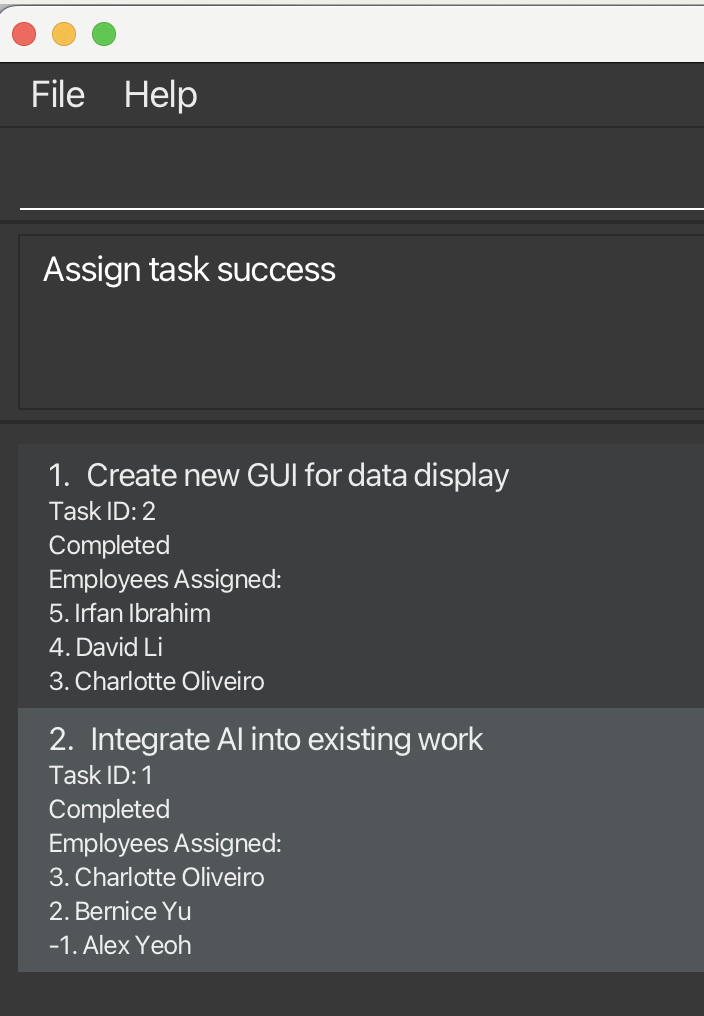 File Help
Assign task success
1. Create new GUI for data display
Task ID: 2
Completed
Employees Assigned:
5. Irfan Ibrahim
4. David Li
3. Charlotte Oliveiro
2. Integrate AI into existing work
Task ID: 1
Completed
Employees Assigned:
3. Charlotte Oliveiro
2. Bernice Yu
-1. Alex Yeoh